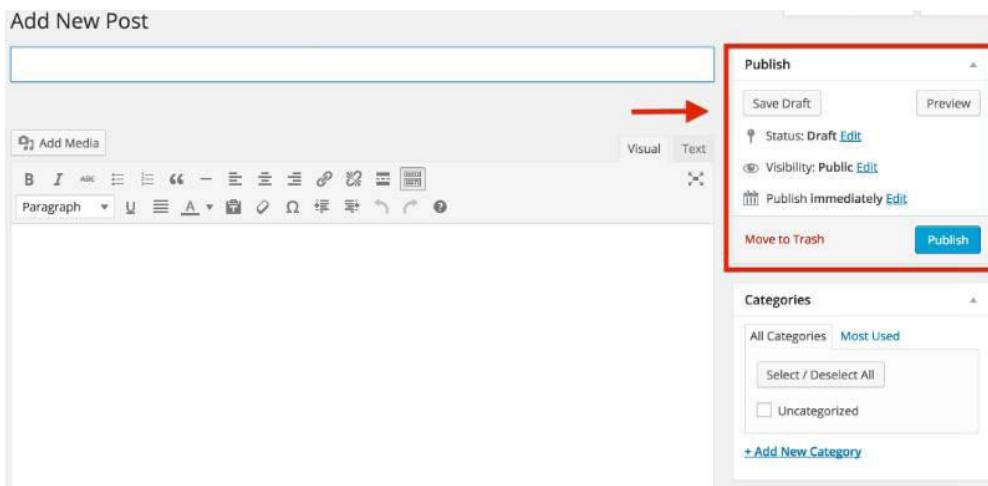 Add New Post
Add Media
Visual
Text
B I ABC
Paragraph U A Ω
Publish
Save Draft
Preview
Status: Draft Edit
Visibility: Public Edit
Publish immediately Edit
Move to Trash
Publish
Categories
All Categories
Most Used
Select / Deselect All
Uncategorized
+ Add New Category